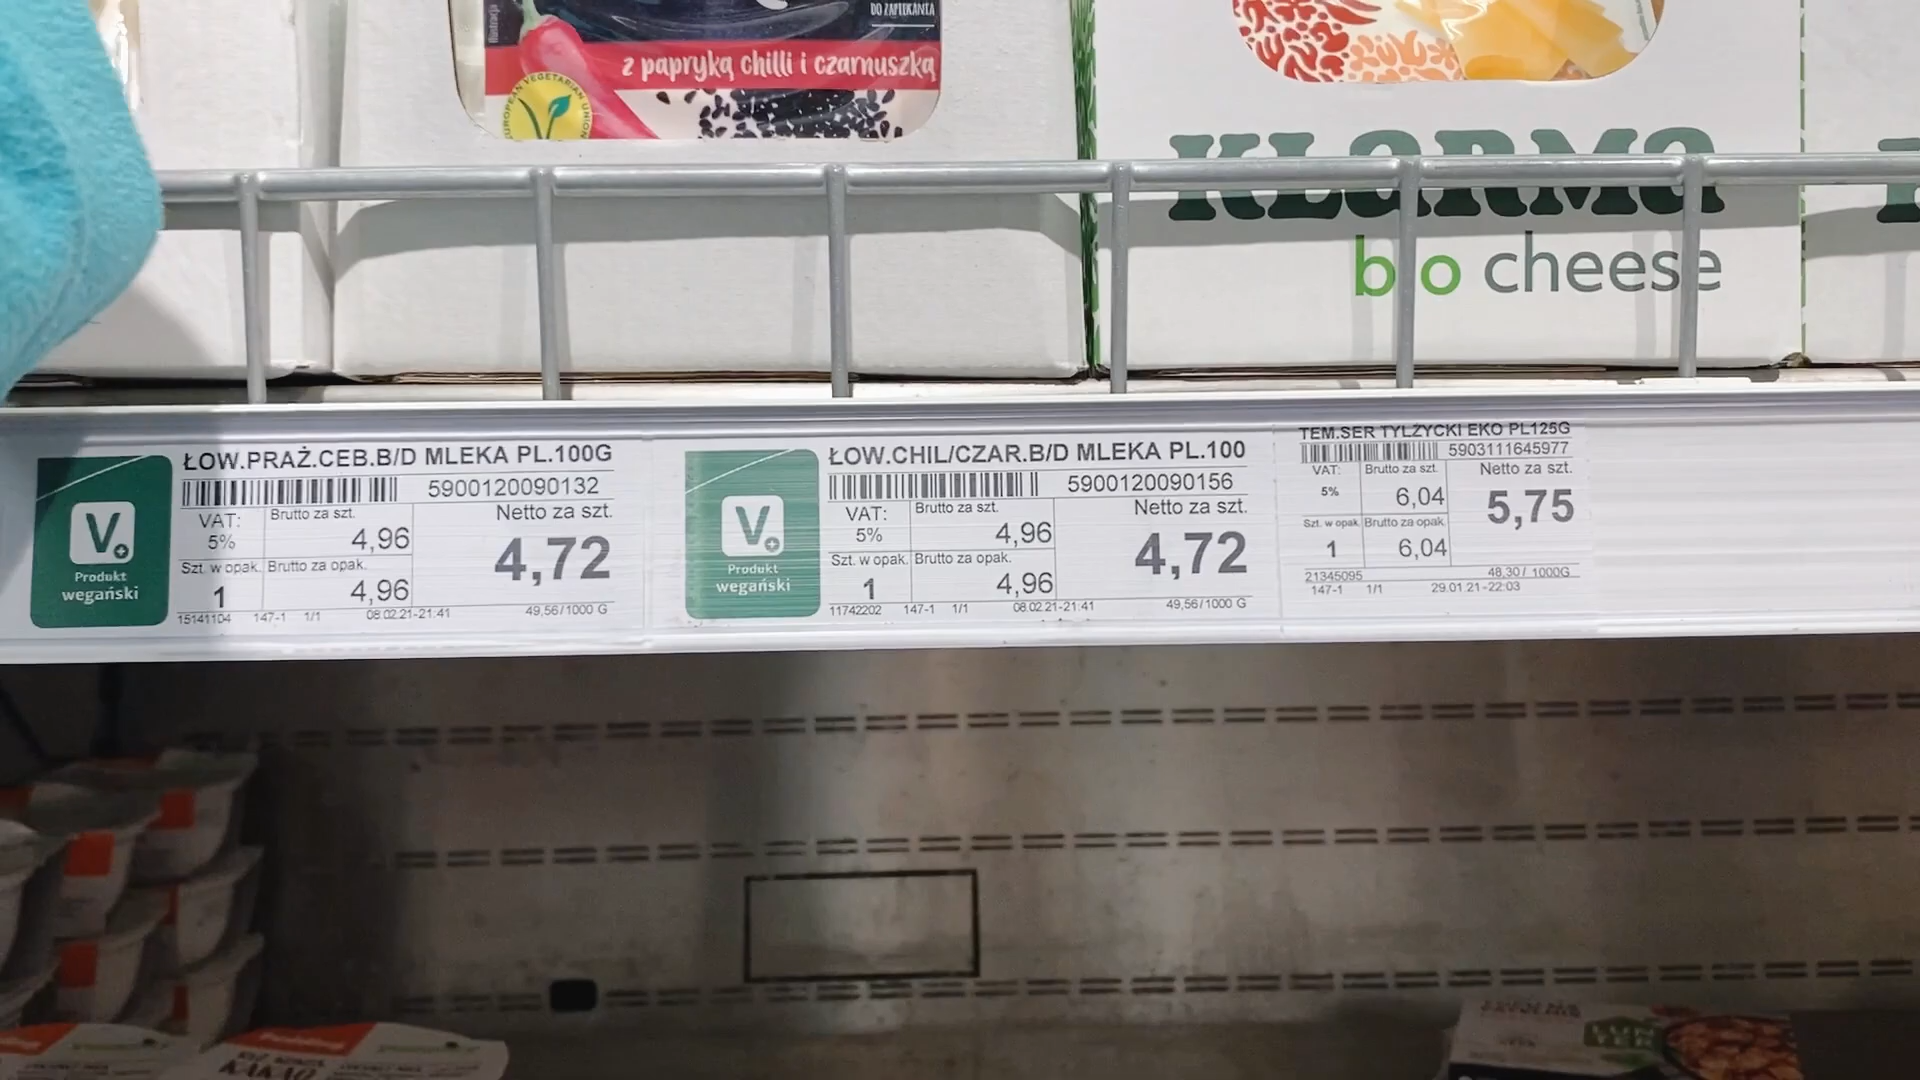 DO ZAPIEKANIA
z papryką chilli i czarnuszką
EUROPEAN VEGETARIAN UNION
KLARMA
bio cheese
ŁOW.PRAŻ.CEB.B/D MLEKA PL.100G
5900120090132
VAT:
5%
Brutto za szt.
4,96
Netto za szt.
4,72
Szt. w opak.
1
Brutto za opak.
4,96
15141104 147-1 1/1 08.02.21-21:41 49,56/1000 G
V
Produkt
wegański
ŁOW.CHIL/CZAR.B/D MLEKA PL.100
5900120090156
VAT:
5%
Brutto za szt.
4,96
Netto za szt.
4,72
Szt. w opak.
1
Brutto za opak.
4,96
11742202 147-1 1/1 08.02.21-21:41 49,56/1000 G
V
Produkt
wegański
TEM.SER TYLŻYCKI EKO PL125G
5903111645977
VAT:
5%
Brutto za szt.
6,04
Netto za szt.
5,75
Szt. w opak.
1
Brutto za opak.
6,04
21345095 48,30/ 1000G
147-1 1/1 29.01.21-22:03